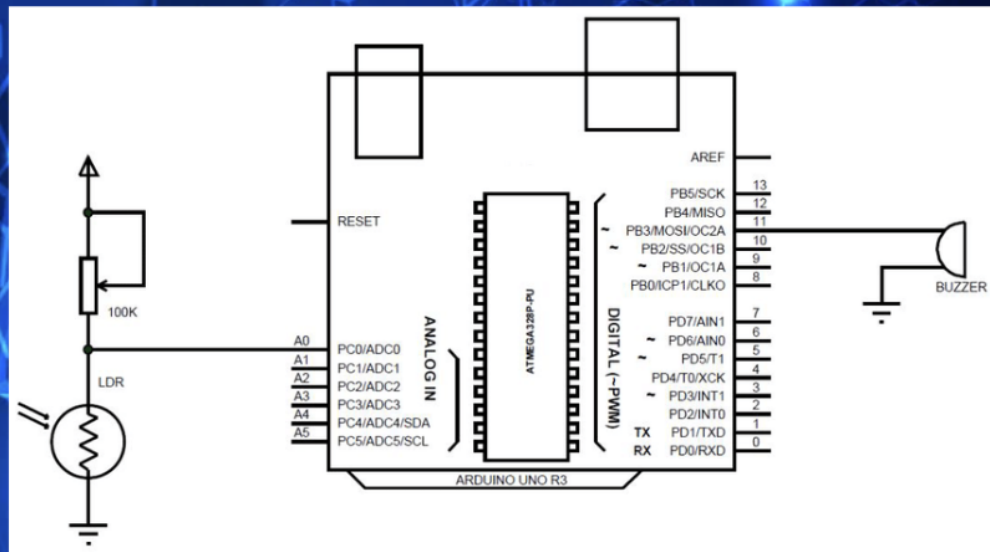 AREF
13
PB5/SCK
12
PB4/MISO
11
~ PB3/MOSI/OC2A
10
~ PB2/SS/OC1B
9
~ PB1/OC1A
8
PB0/ICP1/CLKO
RESET
BUZZER
100K
ATMEGA328P-PU
ANALOG IN
DIGITAL (~PWM)
A0 PC0/ADC0
A1 PC1/ADC1
A2 PC2/ADC2
A3 PC3/ADC3
A4 PC4/ADC4/SDA
A5 PC5/ADC5/SCL
LDR
PD7/AIN1 7
~ PD6/AIN0 6
~ PD5/T1 5
PD4/T0/XCK 4
~ PD3/INT1 3
PD2/INT0 2
TX PD1/TXD 1
RX PD0/RXD 0
ARDUINO UNO R3